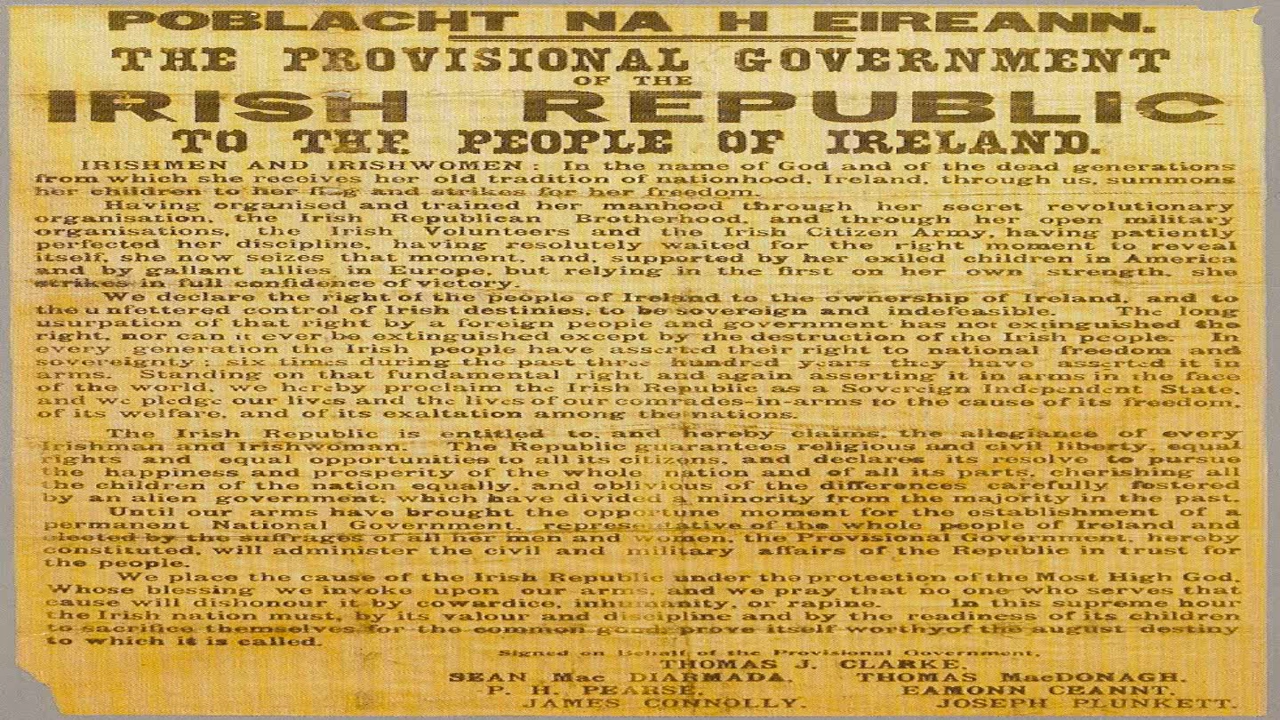 POBLACHT NA H EIREANN.
THE PROVISIONAL GOVERNMENT
OF THE
IRISH REPUBLIC
TO THE PEOPLE OF IRELAND.
IRISHMEN AND IRISHWOMEN : In the name of God and of the dead generations
from which she receives her old tradition of nationhood, Ireland, through us, summons
her children to her flag and strikes for her freedom.
Having organised and trained her manhood through her secret revolutionary
organisation, the Irish Republican Brotherhood, and through her open military
organisations, the Irish Volunteers and the Irish Citizen Army, having patiently
perfected her discipline, having resolutely waited for the right moment to reveal
itself, she now seizes that moment, and, supported by her exiled children in America
and by gallant allies in Europe, but relying in the first on her own strength, she
strikes in full confidence of victory.
We declare the right of the people of Ireland to the ownership of Ireland, and to
the unfettered control of Irish destinies, to be sovereign and indefeasible. The long
usurpation of that right by a foreign people and government has not extinguished the
right, nor can it ever be extinguished except by the destruction of the Irish people. In
every generation the Irish people have asserted their right to national freedom and
sovereignty ; six times during the past three hundred years they have asserted it in
arms. Standing on that fundamental right and again asserting it in arms in the face
of the world, we hereby proclaim the Irish Republic as a Sovereign Independent State,
and we pledge our lives and the lives of our comrades-in-arms to the cause of its freedom,
of its welfare, and of its exaltation among the nations.
The Irish Republic is entitled to, and hereby claims, the allegiance of every
Irishman and Irishwoman. The Republic guarantees religious and civil liberty, equal
rights and equal opportunities to all its citizens, and declares its resolve to pursue
the happiness and prosperity of the whole nation and of all its parts, cherishing all
the children of the nation equally, and oblivious of the differences carefully fostered
by an alien government, which have divided a minority from the majority in the past.
Until our arms have brought the opportune moment for the establishment of a
permanent National Government, representative of the whole people of Ireland and
elected by the suffrages of all her men and women, the Provisional Government, hereby
constituted, will administer the civil and military affairs of the Republic in trust for
the people.
We place the cause of the Irish Republic under the protection of the Most High God,
Whose blessing we invoke upon our arms, and we pray that no one who serves that
cause will dishonour it by cowardice, inhumanity, or rapine. In this supreme hour
the Irish nation must, by its valour and discipline and by the readiness of its children
to sacrifice themselves for the common good, prove itself worthy of the august destiny
to which it is called.
Signed on Behalf of the Provisional Government,
THOMAS J. CLARKE,
SEAN Mac DIARMADA, THOMAS MacDONAGH,
P. H. PEARSE, EAMONN CEANNT,
JAMES CONNOLLY. JOSEPH PLUNKETT.